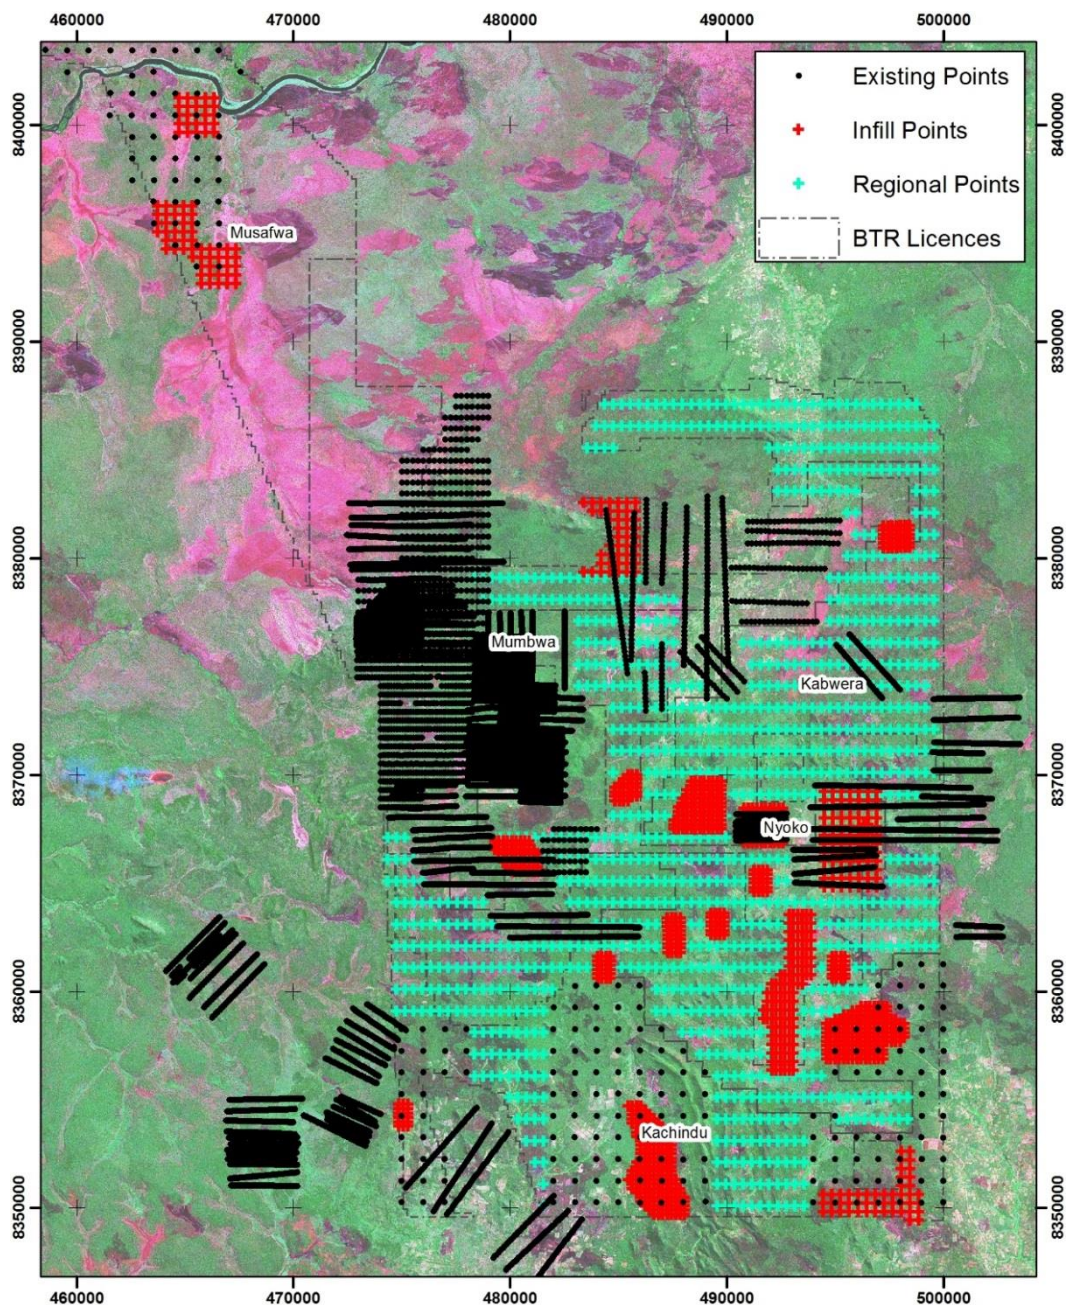 460000 470000 480000 490000 500000
Existing Points
Infill Points
Regional Points
BTR Licences
8400000 8400000
Musafwa
8390000 8390000
8380000 8380000
Mumbwa
Kabwera
8370000 8370000
Nyoko
8360000 8360000
Kachindu
8350000 8350000
460000 470000 480000 490000 500000